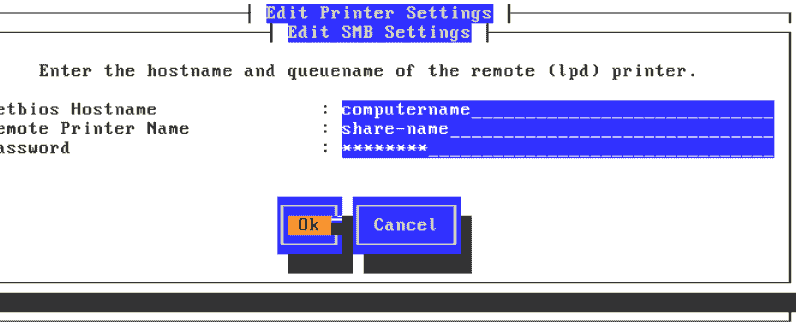 Edit Printer Settings
Edit SMB Settings
Enter the hostname and queuename of the remote (lpd) printer.
etbios Hostname : computername
emote Printer Name : share-name
assword : ********
Ok Cancel